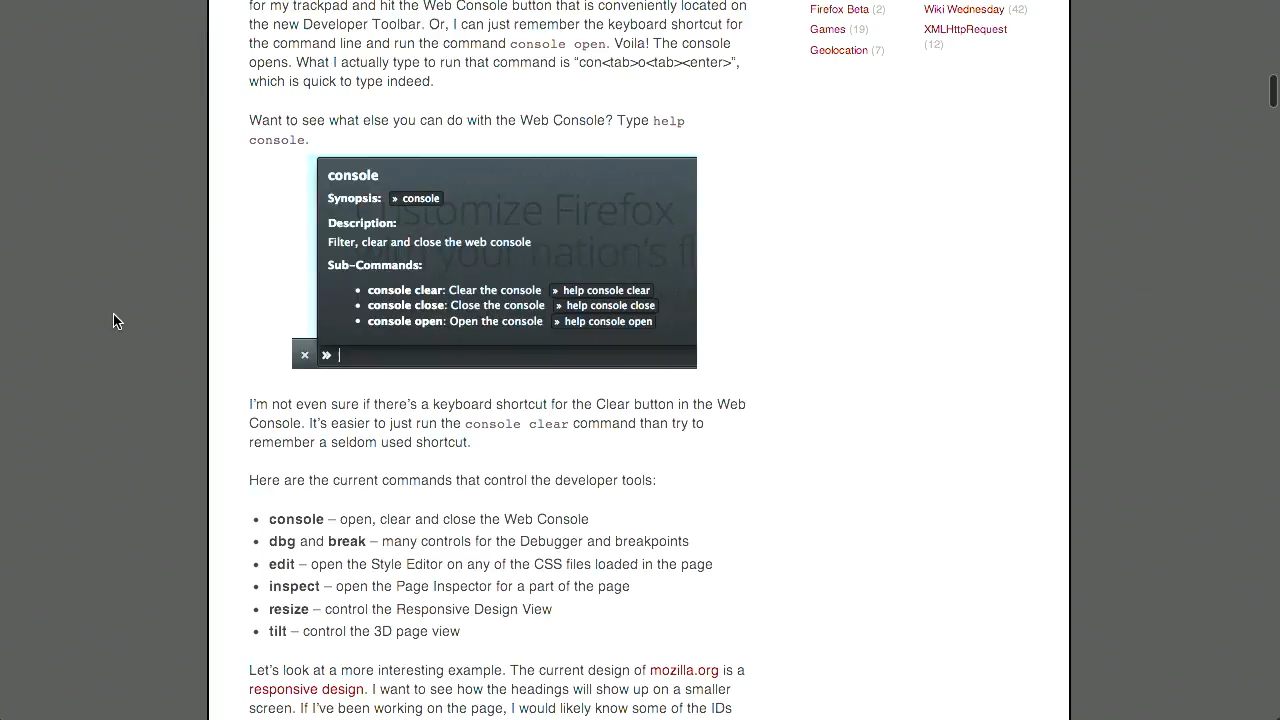 for my trackpad and hit the Web Console button that is conveniently located on
the new Developer Toolbar. Or, I can just remember the keyboard shortcut for
the command line and run the command console open. Voila! The console
opens. What I actually type to run that command is “con<tab>o<tab><enter>”,
which is quick to type indeed.
Want to see what else you can do with the Web Console? Type help
console.
console
Synopsis: » console
Description:
Filter, clear and close the web console
Sub-Commands:
• console clear: Clear the console » help console clear
• console close: Close the console » help console close
• console open: Open the console » help console open
× »
Customize Firefox
your nation's fl
I’m not even sure if there’s a keyboard shortcut for the Clear button in the Web
Console. It’s easier to just run the console clear command than try to
remember a seldom used shortcut.
Here are the current commands that control the developer tools:
• console – open, clear and close the Web Console
• dbg and break – many controls for the Debugger and breakpoints
• edit – open the Style Editor on any of the CSS files loaded in the page
• inspect – open the Page Inspector for a part of the page
• resize – control the Responsive Design View
• tilt – control the 3D page view
Let’s look at a more interesting example. The current design of mozilla.org is a
responsive design. I want to see how the headings will show up on a smaller
screen. If I’ve been working on the page, I would likely know some of the IDs
Firefox Beta (2)
Games (19)
Geolocation (7)
Wiki Wednesday (42)
XMLHttpRequest
(12)